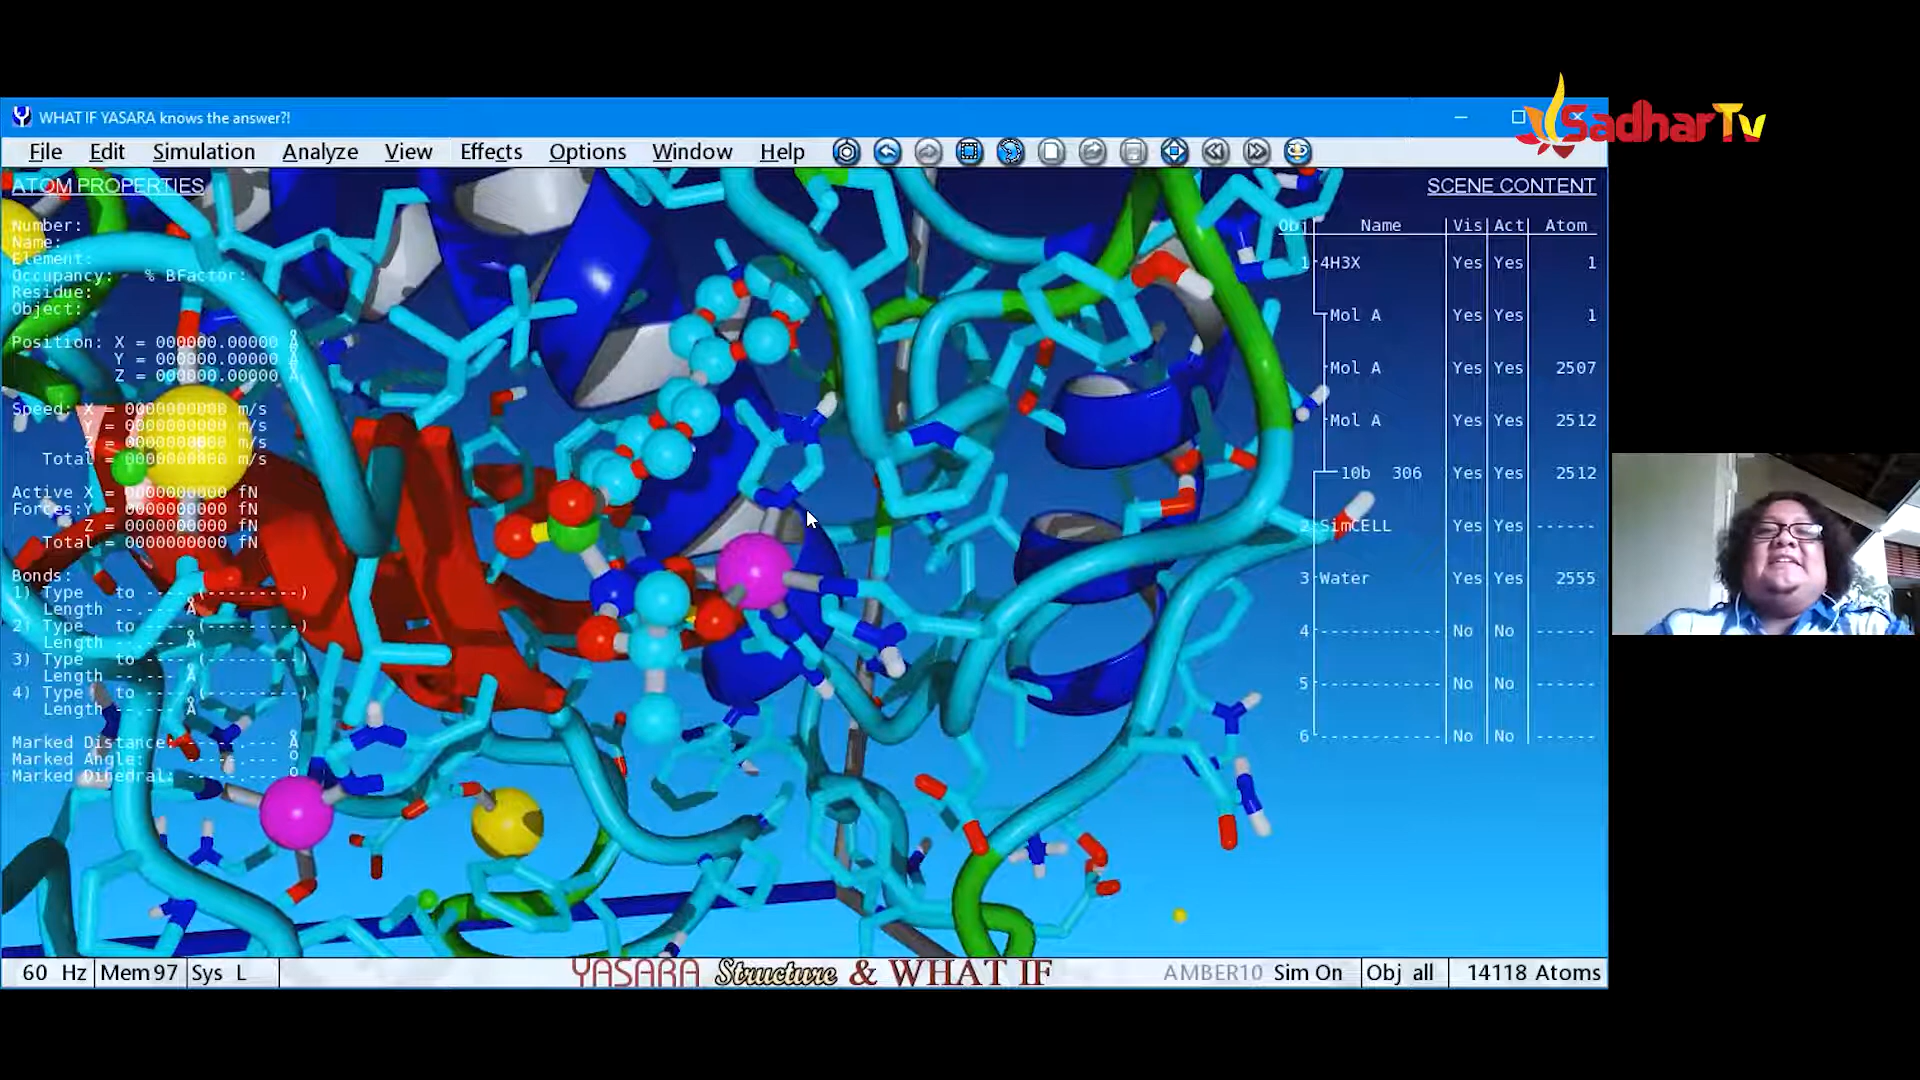 SadharTv
WHAT IF YASARA knows the answer?!
File Edit Simulation Analyze View Effects Options Window Help
ATOM PROPERTIES
Number:
Name:
Element:
Occupancy: % BFactor:
Residue:
Object:
Position: X = 000000.00000 Å
Y = 000000.00000 Å
Z = 000000.00000 Å
Speed: X = 0000000000 m/s
Y = 0000000000 m/s
Z = 0000000000 m/s
Total = 0000000000 m/s
Active X = 0000000000 fN
Forces:Y = 0000000000 fN
Z = 0000000000 fN
Total = 0000000000 fN
Bonds:
1) Type to ----(---------)
Length --.--- Å
2) Type to ----(---------)
Length --.--- Å
3) Type to ----(---------)
Length --.--- Å
4) Type to ----(---------)
Length --.--- Å
Marked Distance: -----.--- Å
Marked Angle: -----.--- o
Marked Dihedral: -----.--- o
SCENE CONTENT
Obj Name Vis Act Atom
1 4H3X Yes Yes 1
Mol A Yes Yes 1
Mol A Yes Yes 2507
Mol A Yes Yes 2512
10b 306 Yes Yes 2512
2 SimCELL Yes Yes ------
3 Water Yes Yes 2555
4 ------------ No No ------
5 ------------ No No ------
6 ------------ No No ------
60 Hz Mem 97 Sys L YASARA Structure & WHAT IF AMBER10 Sim On Obj all 14118 Atoms